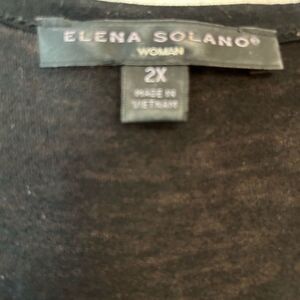 ELENA SOLANO®
WOMAN
2X
MADE IN
VIETNAM